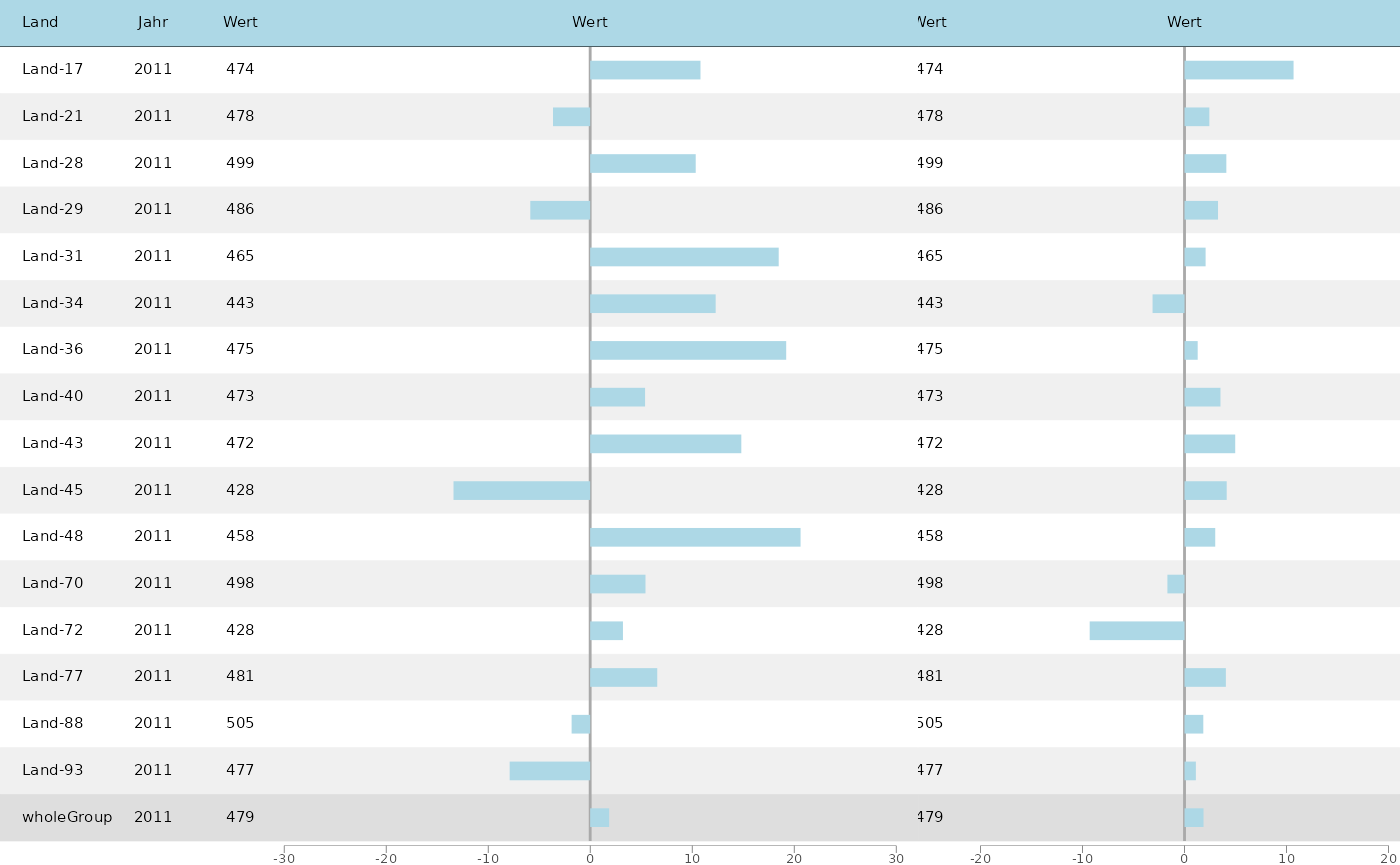 Land Jahr Wert Wert Wert Wert
Land-17 2011 474 474
Land-21 2011 478 478
Land-28 2011 499 499
Land-29 2011 486 486
Land-31 2011 465 465
Land-34 2011 443 443
Land-36 2011 475 475
Land-40 2011 473 473
Land-43 2011 472 472
Land-45 2011 428 428
Land-48 2011 458 458
Land-70 2011 498 498
Land-72 2011 428 428
Land-77 2011 481 481
Land-88 2011 505 505
Land-93 2011 477 477
wholeGroup 2011 479 479
-30 -20 -10 0 10 20 30 -20 -10 0 10 20